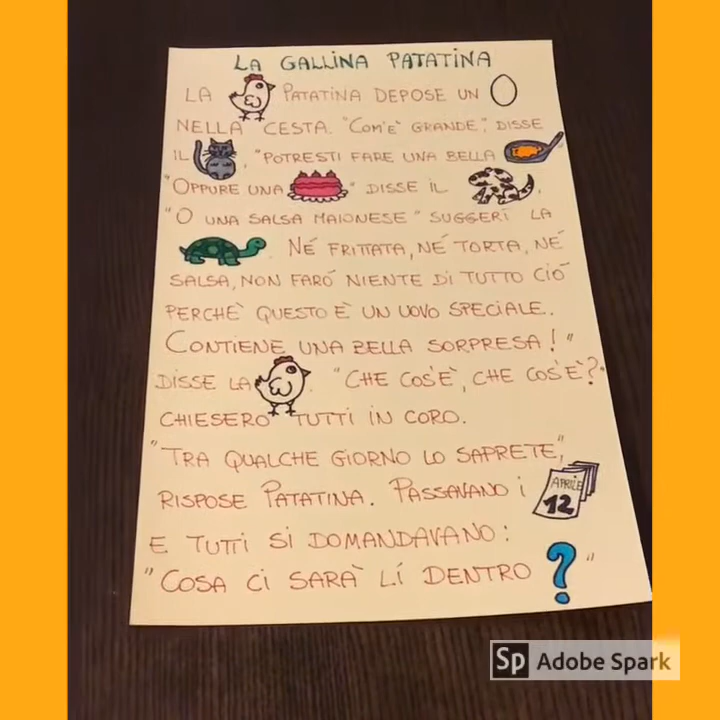 LA GALLINA PATATINA
LA PATATINA DEPOSE UN
NELLA CESTA. "COM'È GRANDE", DISSE
IL , "POTRESTI FARE UNA BELLA "
"OPPURE UNA " DISSE IL .
"O UNA SALSA MAIONESE" SUGGERÌ LA
NÉ FRITTATA, NÉ TORTA, NÉ
SALSA, NON FARÓ NIENTE DI TUTTO CIÓ
PERCHÈ QUESTO È UN UOVO SPECIALE.
CONTIENE UNA BELLA SORPRESA!"
DISSE LA . "CHE COS'È, CHE COS'È?"
CHIESERO TUTTI IN CORO.
"TRA QUALCHE GIORNO LO SAPRETE",
RISPOSE PATATINA. PASSAVANO I APRILE 12
E TUTTI SI DOMANDAVANO:
"COSA CI SARÀ LÍ DENTRO ? "
Sp Adobe Spark